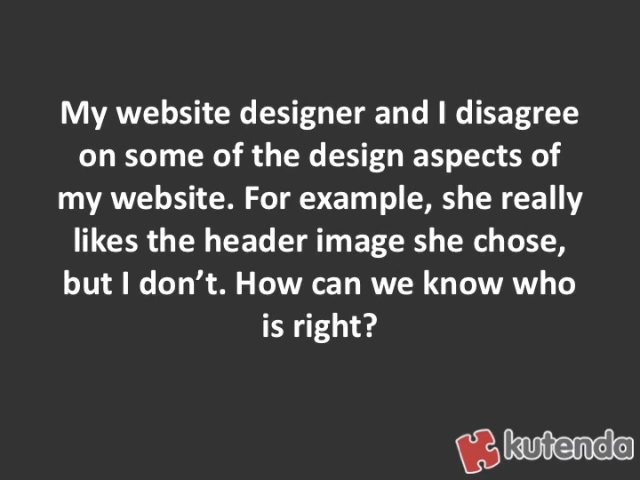 My website designer and I disagree
on some of the design aspects of
my website. For example, she really
likes the header image she chose,
but I don’t. How can we know who
is right?
kutenda